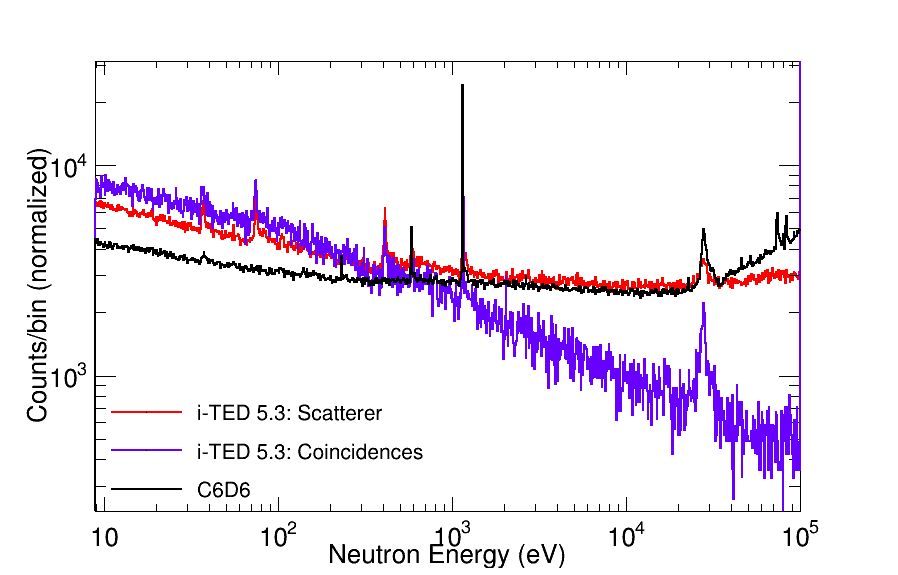 Counts/bin (normalized)
10⁴
10³
i-TED 5.3: Scatterer
i-TED 5.3: Coincidences
C6D6
10 10² 10³ 10⁴ 10⁵
Neutron Energy (eV)